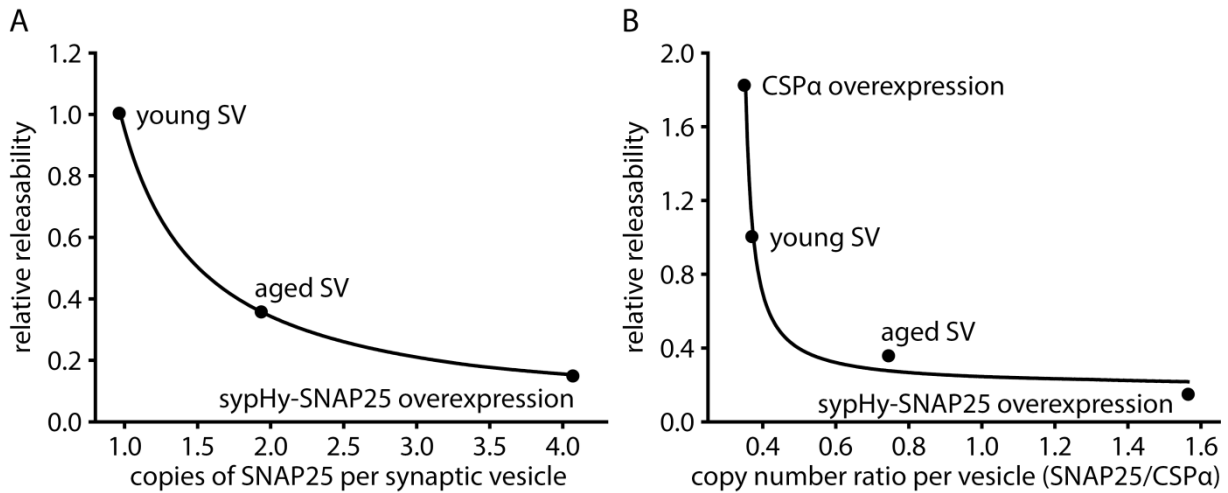 A
relative releasability
1.2
1.0
0.8
0.6
0.4
0.2
0.0
young SV
aged SV
sypHy-SNAP25 overexpression
1.0 1.5 2.0 2.5 3.0 3.5 4.0
copies of SNAP25 per synaptic vesicle
B
relative releasability
2.0
1.6
1.2
0.8
0.4
0.0
CSPα overexpression
young SV
aged SV
sypHy-SNAP25 overexpression
0.4 0.6 0.8 1.0 1.2 1.4 1.6
copy number ratio per vesicle (SNAP25/CSPα)